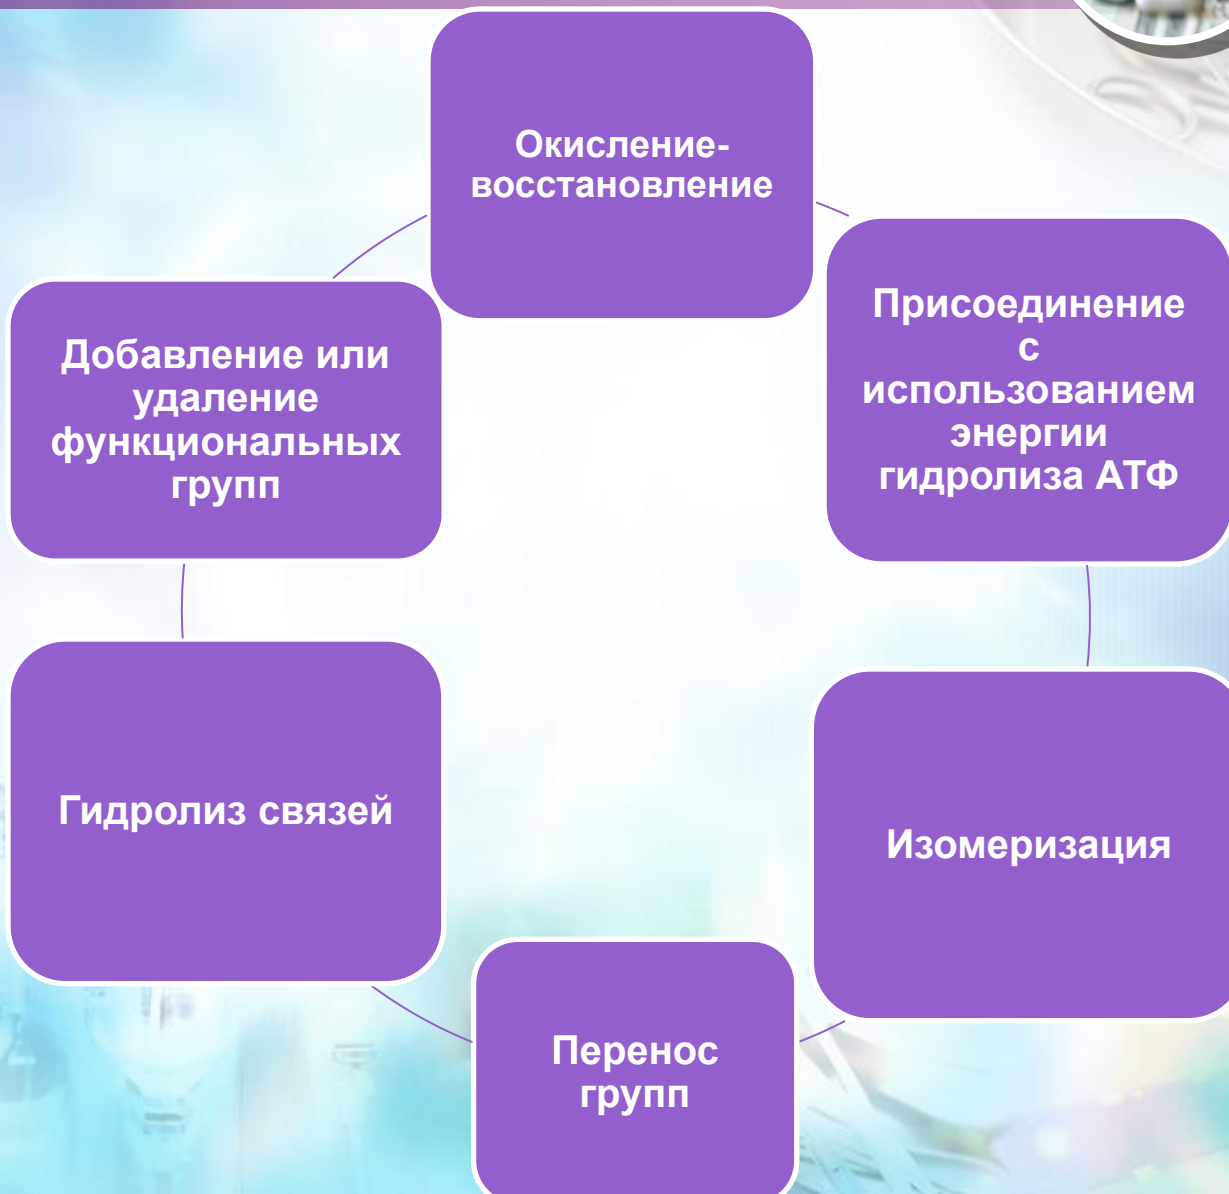 Окисление-
восстановление
Присоединение
с
использованием
энергии
гидролиза АТФ
Добавление или
удаление
функциональных
групп
Гидролиз связей
Изомеризация
Перенос
групп